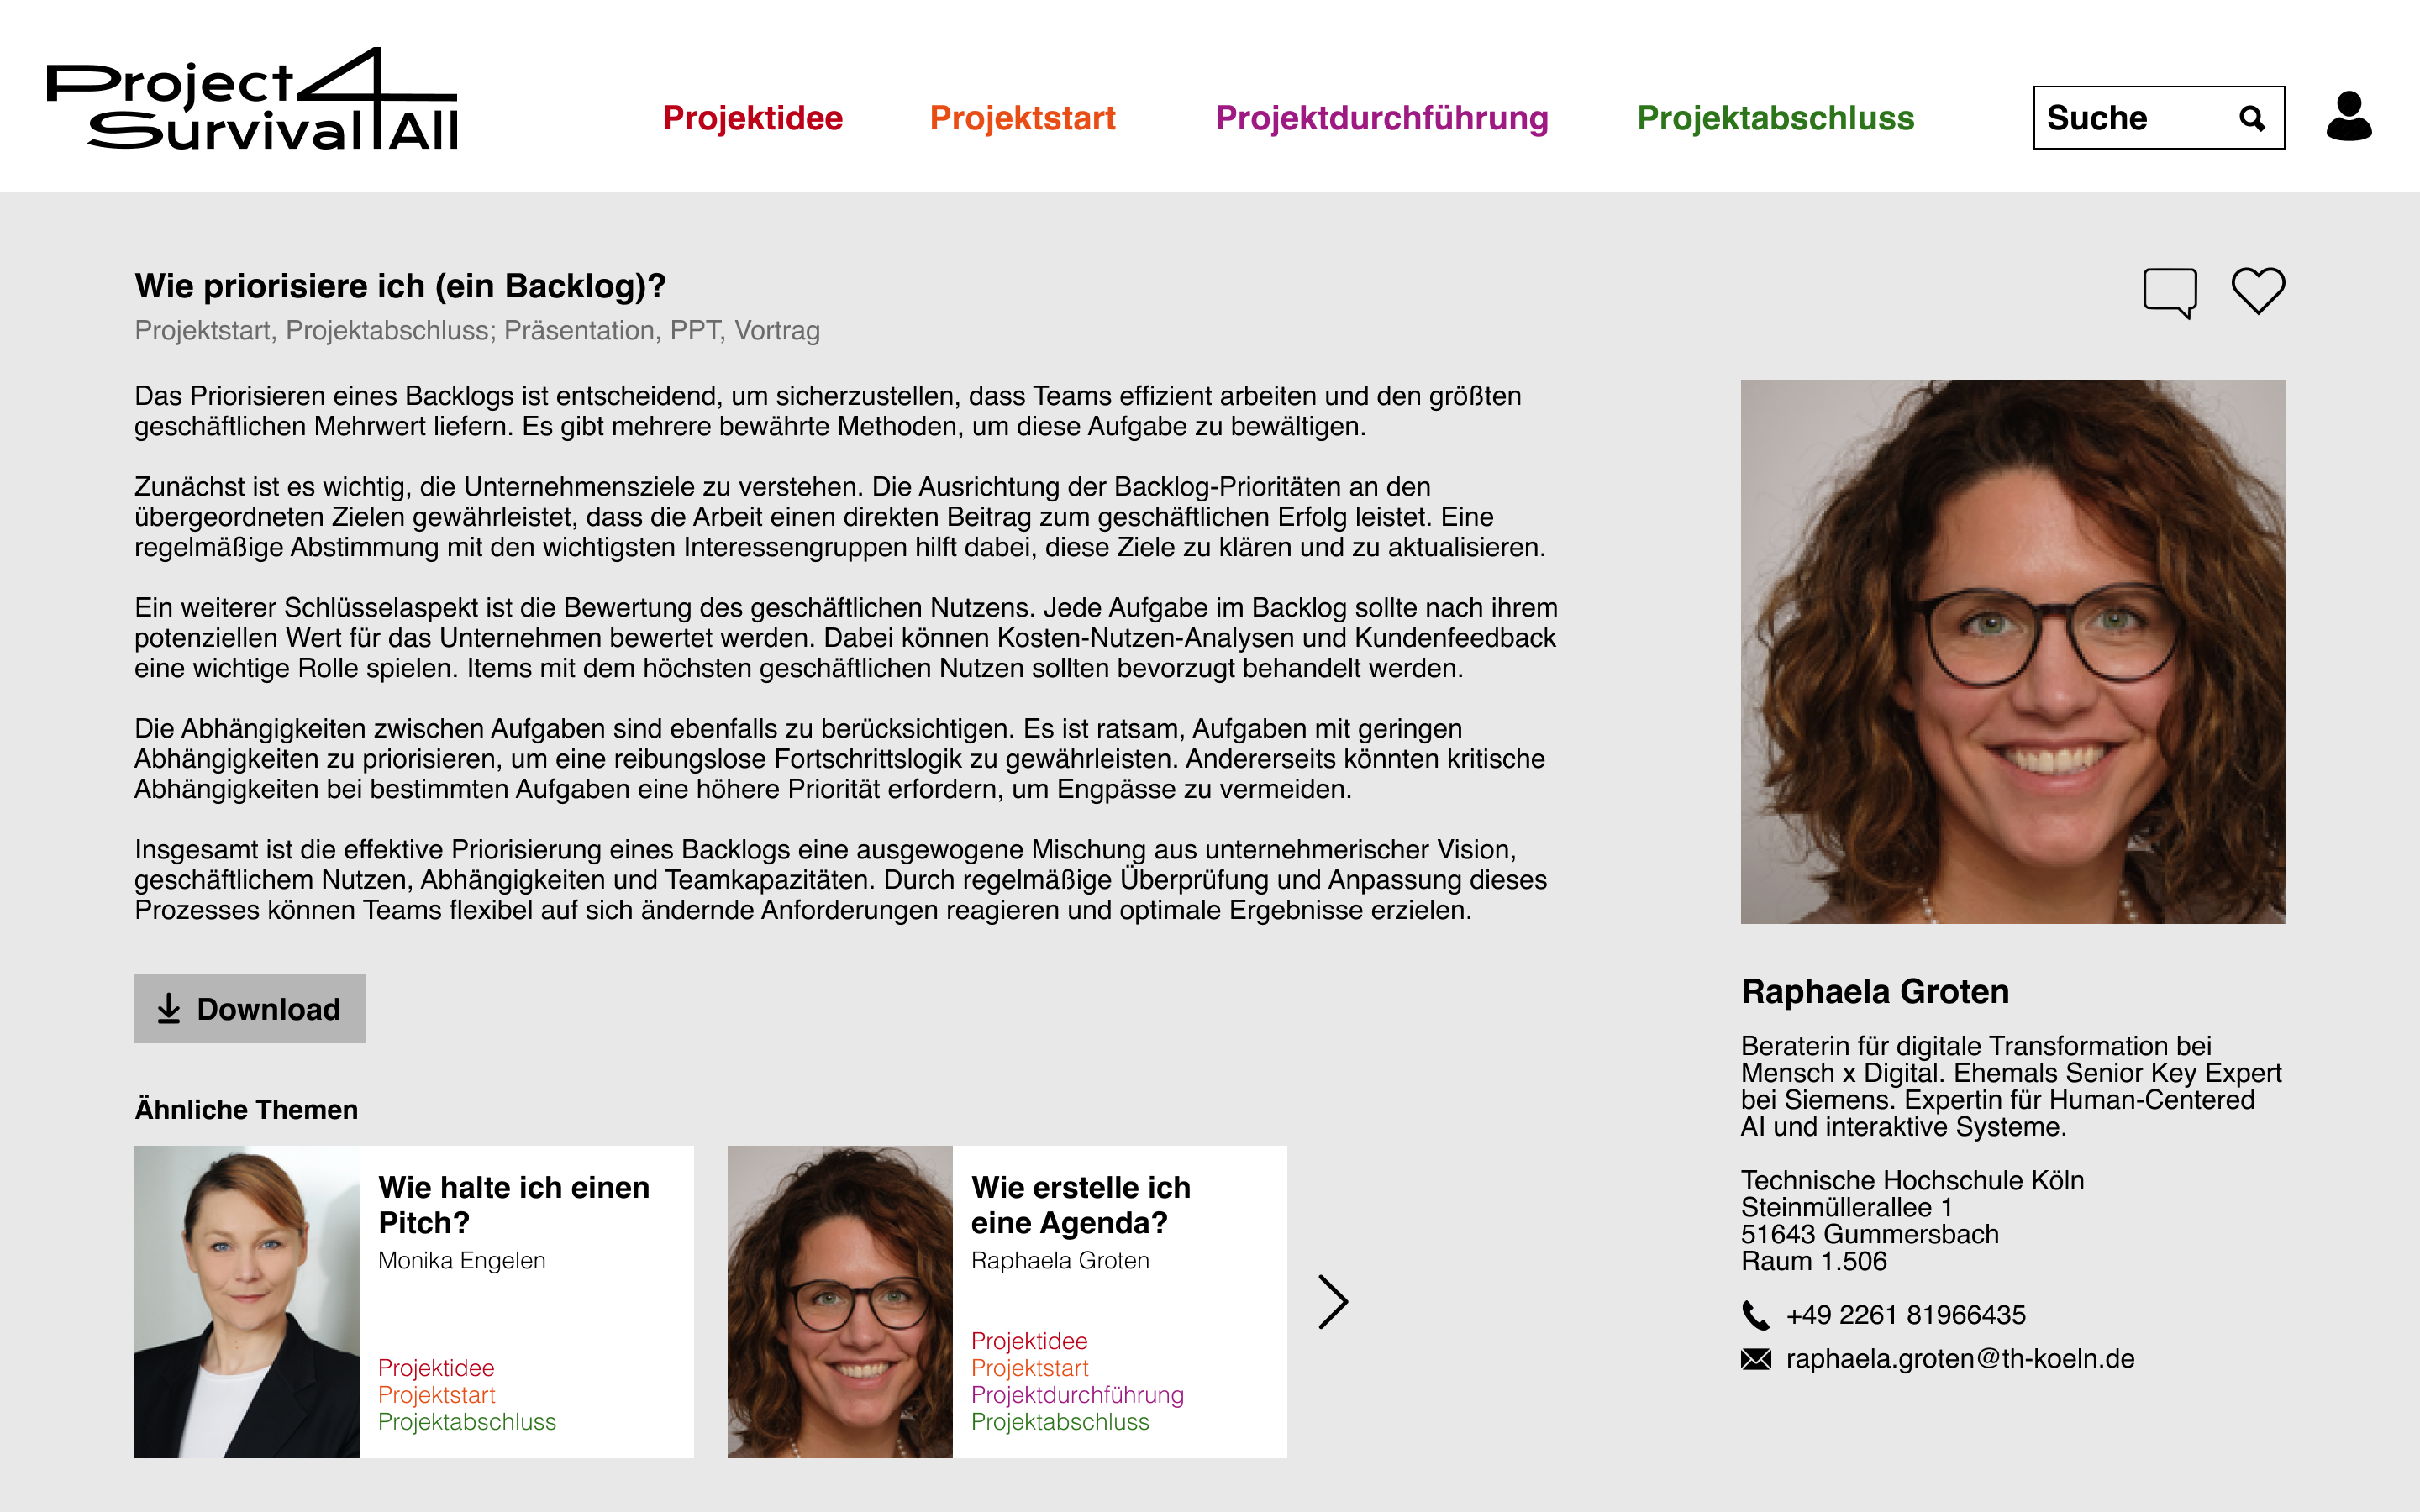 Project 4
Survival All
Projektidee
Projektstart
Projektdurchführung
Projektabschluss
Suche
Wie priorisiere ich (ein Backlog)?
Projektstart, Projektabschluss; Präsentation, PPT, Vortrag
Das Priorisieren eines Backlogs ist entscheidend, um sicherzustellen, dass Teams effizient arbeiten und den größten
geschäftlichen Mehrwert liefern. Es gibt mehrere bewährte Methoden, um diese Aufgabe zu bewältigen.
Zunächst ist es wichtig, die Unternehmensziele zu verstehen. Die Ausrichtung der Backlog-Prioritäten an den
übergeordneten Zielen gewährleistet, dass die Arbeit einen direkten Beitrag zum geschäftlichen Erfolg leistet. Eine
regelmäßige Abstimmung mit den wichtigsten Interessengruppen hilft dabei, diese Ziele zu klären und zu aktualisieren.
Ein weiterer Schlüsselaspekt ist die Bewertung des geschäftlichen Nutzens. Jede Aufgabe im Backlog sollte nach ihrem
potenziellen Wert für das Unternehmen bewertet werden. Dabei können Kosten-Nutzen-Analysen und Kundenfeedback
eine wichtige Rolle spielen. Items mit dem höchsten geschäftlichen Nutzen sollten bevorzugt behandelt werden.
Die Abhängigkeiten zwischen Aufgaben sind ebenfalls zu berücksichtigen. Es ist ratsam, Aufgaben mit geringen
Abhängigkeiten zu priorisieren, um eine reibungslose Fortschrittslogik zu gewährleisten. Andererseits könnten kritische
Abhängigkeiten bei bestimmten Aufgaben eine höhere Priorität erfordern, um Engpässe zu vermeiden.
Insgesamt ist die effektive Priorisierung eines Backlogs eine ausgewogene Mischung aus unternehmerischer Vision,
geschäftlichem Nutzen, Abhängigkeiten und Teamkapazitäten. Durch regelmäßige Überprüfung und Anpassung dieses
Prozesses können Teams flexibel auf sich ändernde Anforderungen reagieren und optimale Ergebnisse erzielen.
Download
Ähnliche Themen
Wie halte ich einen
Pitch?
Monika Engelen
Projektidee
Projektstart
Projektabschluss
Wie erstelle ich
eine Agenda?
Raphaela Groten
Projektidee
Projektstart
Projektdurchführung
Projektabschluss
Raphaela Groten
Beraterin für digitale Transformation bei
Mensch x Digital. Ehemals Senior Key Expert
bei Siemens. Expertin für Human-Centered
AI und interaktive Systeme.
Technische Hochschule Köln
Steinmüllerallee 1
51643 Gummersbach
Raum 1.506
+49 2261 81966435
raphaela.groten@th-koeln.de